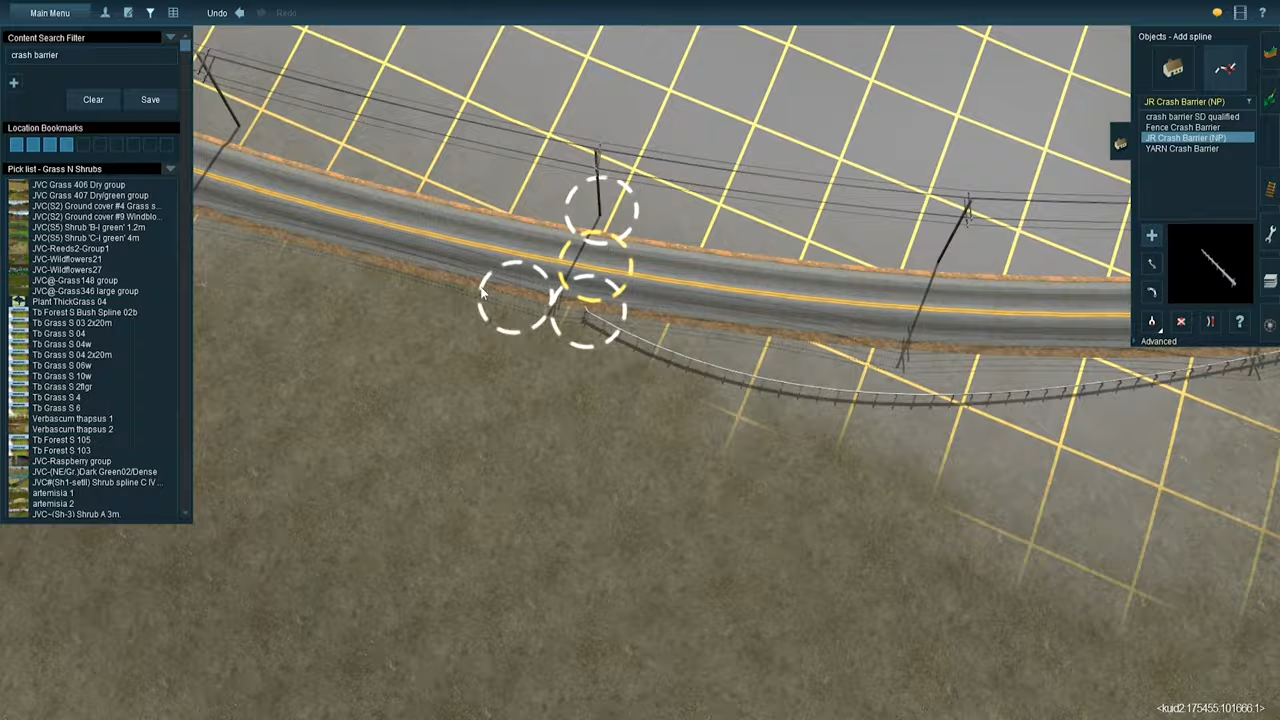 Main Menu
Undo
Redo
Content Search Filter
crash barrier
Clear
Save
Location Bookmarks
Pick list - Grass N Shrubs
JVC Grass 406 Dry group
JVC Grass 407 Dry/green group
JVC(S2) Ground cover #4 Grass s...
JVC(S2) Ground cover #9 Windblo...
JVC(S5) Shrub 'B-I green' 1.2m
JVC(S5) Shrub 'C-I green' 4m
JVC-Reeds2-Group1
JVC-Wildflowers21
JVC-Wildflowers27
JVC@-Grass148 group
JVC@-Grass346 large group
Plant ThickGrass 04
Tb Forest S Bush Spline 02b
Tb Grass S 03 2x20m
Tb Grass S 04
Tb Grass S 04w
Tb Grass S 04 2x20m
Tb Grass S 06w
Tb Grass S 10w
Tb Grass S 2flgr
Tb Grass S 4
Tb Grass S 6
Verbascum thapsus 1
Verbascum thapsus 2
Tb Forest S 105
Tb Forest S 103
JVC-Raspberry group
JVC-(NE/Gr.)Dark Green02/Dense
JVC#(Sh1-setII) Shrub spline C IV ...
artemisia 1
artemisia 2
JVC~(Sh-3) Shrub A 3m.
Objects - Add spline
JR Crash Barrier (NP)
crash barrier SD qualified
Fence Crash Barrier
JR Crash Barrier (NP)
YARN Crash Barrier
Advanced
<kuid2:175455:101666:1>